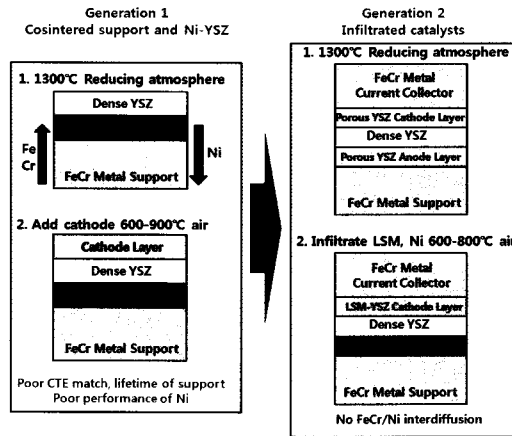 Generation 1
Cosintered support and Ni-YSZ
1. 1300℃ Reducing atmosphere
Dense YSZ
Fe
Cr
Ni
FeCr Metal Support
2. Add cathode 600-900℃ air
Cathode Layer
Dense YSZ
FeCr Metal Support
Poor CTE match, lifetime of support
Poor performance of Ni
Generation 2
Infiltrated catalysts
1. 1300℃ Reducing atmosphere
FeCr Metal
Current Collector
Porous YSZ Cathode Layer
Dense YSZ
Porous YSZ Anode Layer
FeCr Metal Support
2. Infiltrate LSM, Ni 600-800℃ air
FeCr Metal
Current Collector
LSM-YSZ Cathode Layer
Dense YSZ
FeCr Metal Support
No FeCr/Ni interdiffusion